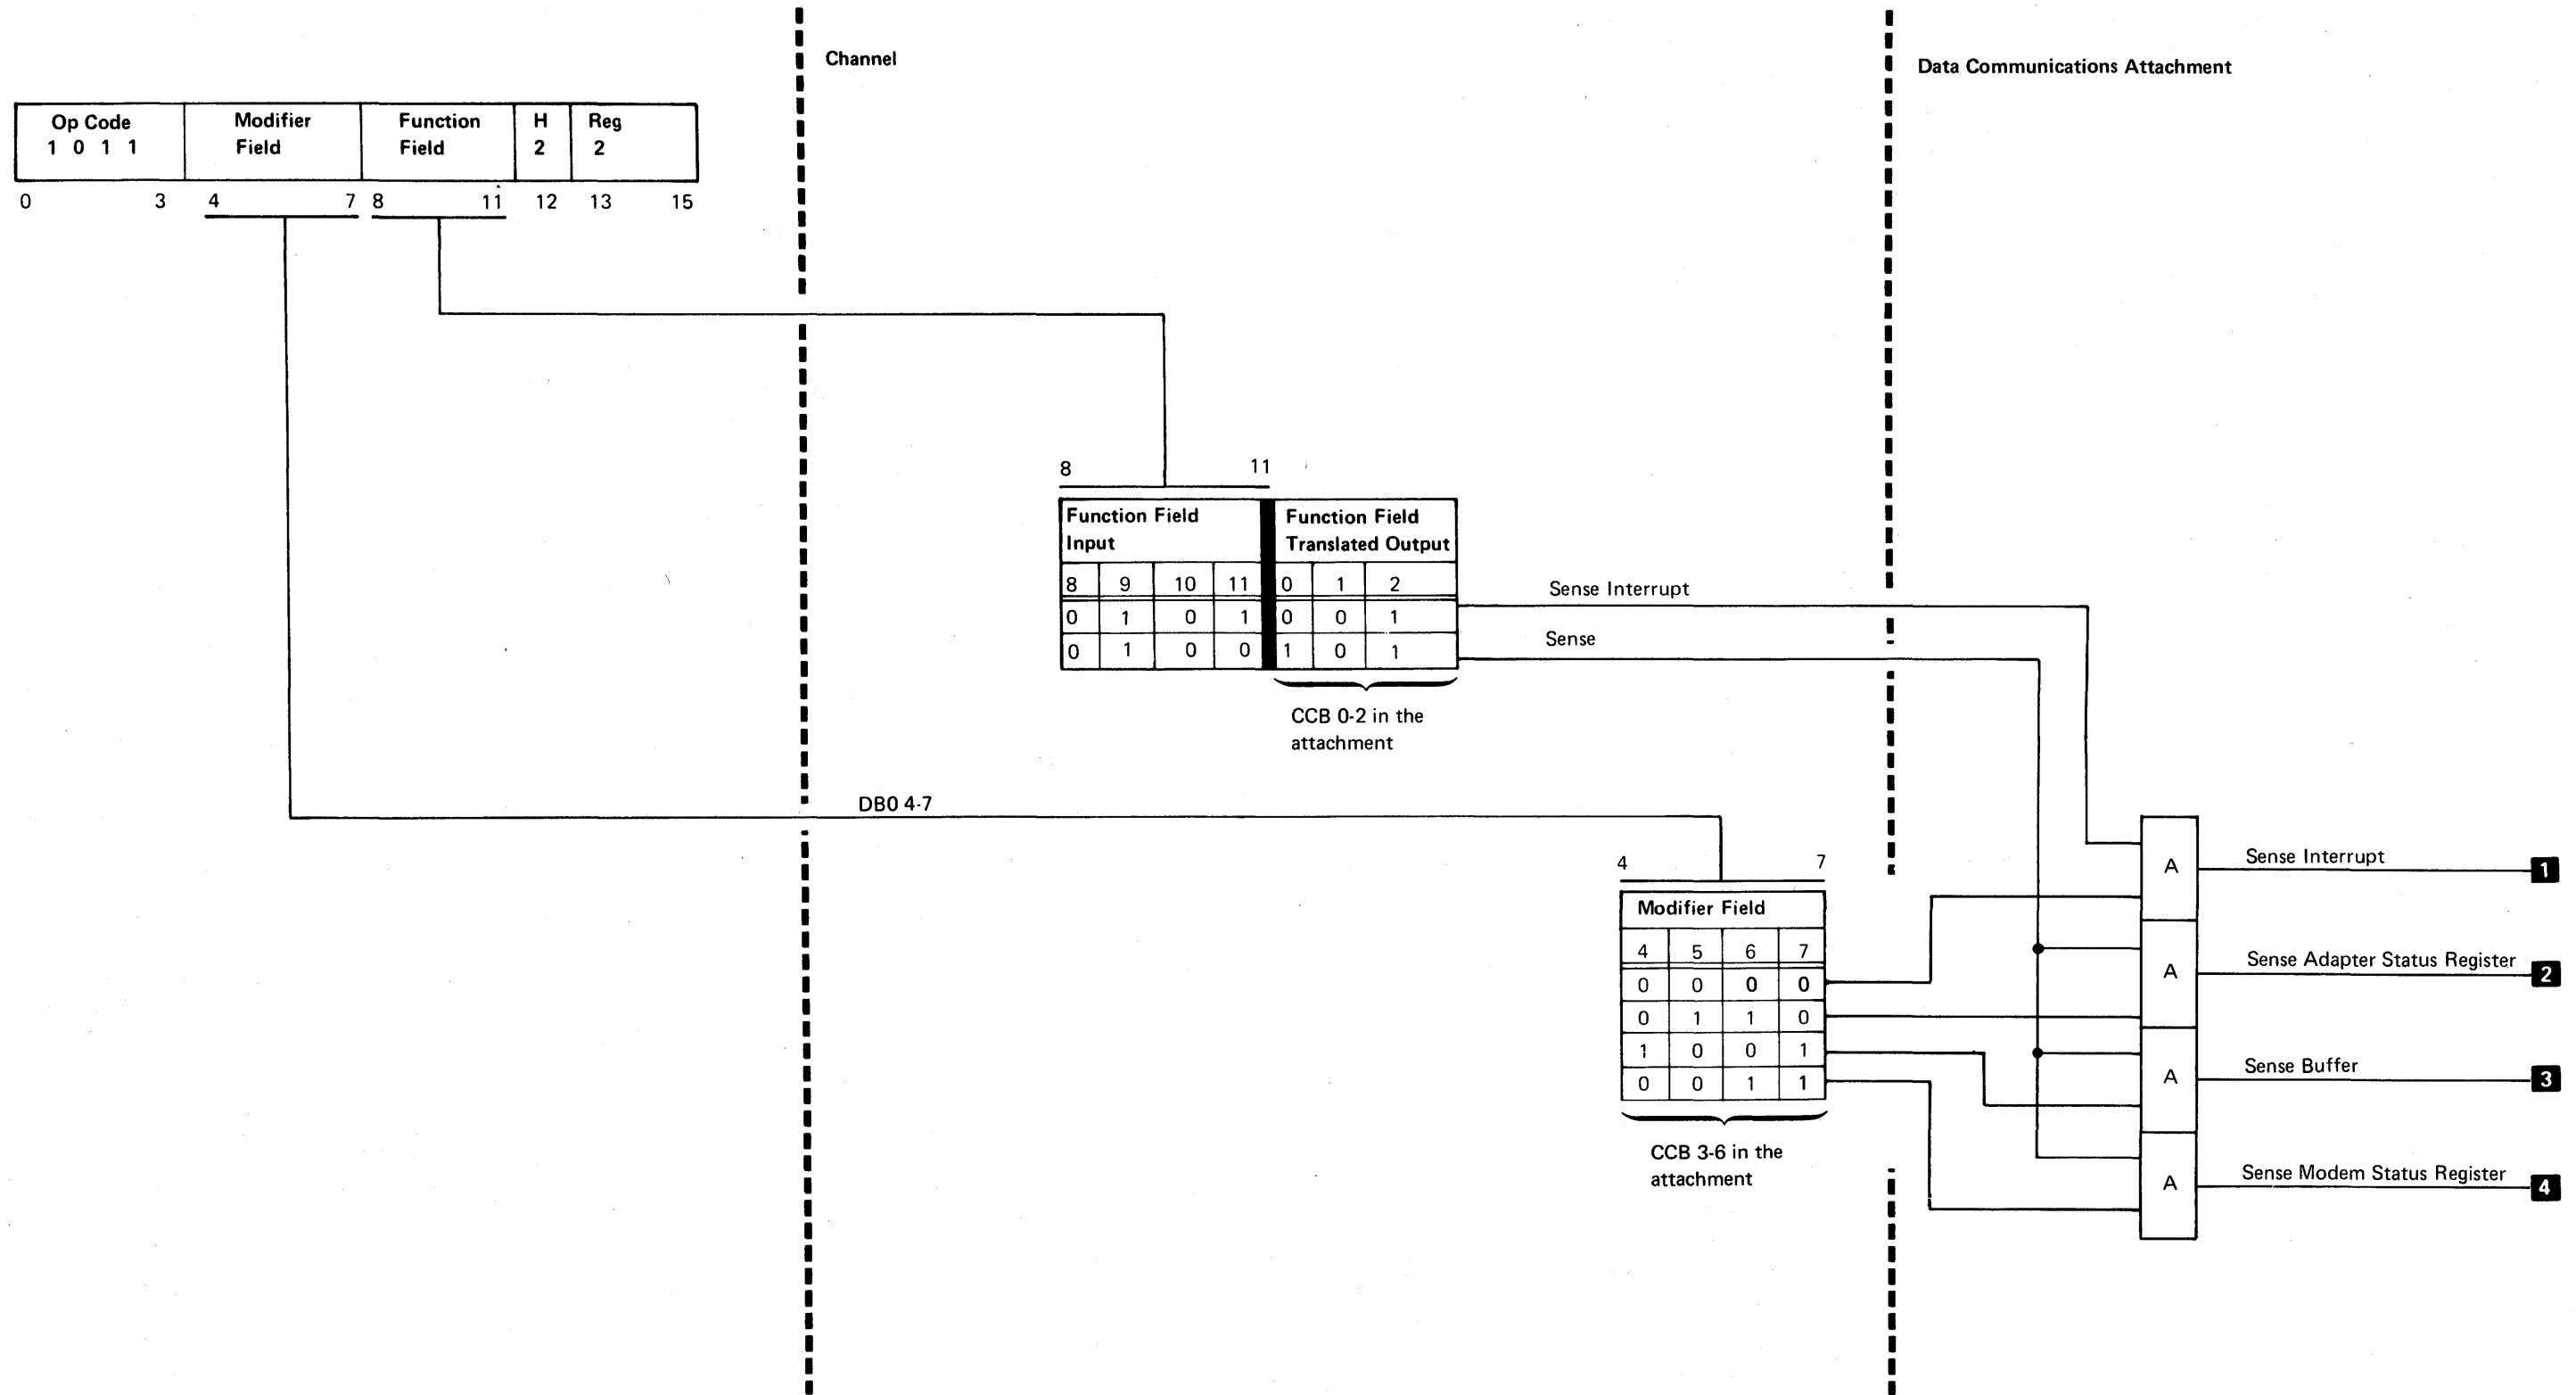 Channel
Data Communications Attachment
Op Code Modifier Function H Reg
1 0 1 1 Field Field 2 2
0 3 4 7 8 11 12 13 15
8 11
Function Field Function Field
Input Translated Output
8 9 10 11 0 1 2
0 1 0 1 0 0 1
0 1 0 0 1 0 1
Sense Interrupt
Sense
CCB 0-2 in the
attachment
DB0 4-7
4 7
Modifier Field
4 5 6 7
0 0 0 0
0 1 1 0
1 0 0 1
0 0 1 1
CCB 3-6 in the
attachment
A Sense Interrupt 1
A Sense Adapter Status Register 2
A Sense Buffer 3
A Sense Modem Status Register 4